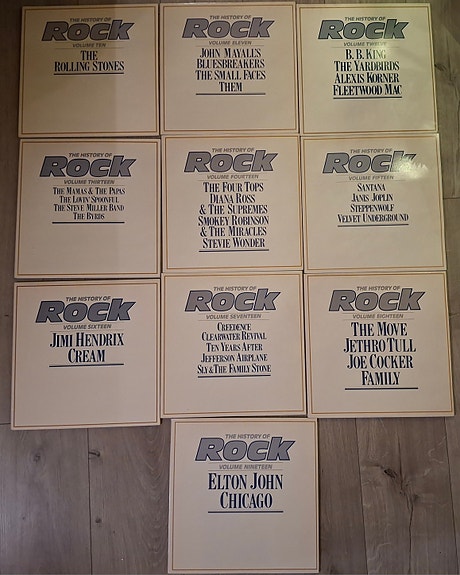 THE HISTORY OF
Rock
VOLUME TEN
THE
ROLLING STONES
THE HISTORY OF
Rock
VOLUME ELEVEN
JOHN MAYALL'S
BLUESBREAKERS
THE SMALL FACES
THEM
THE HISTORY OF
Rock
VOLUME TWELVE
B. B. KING
THE YARDBIRDS
ALEXIS KORNER
FLEETWOOD MAC
THE HISTORY OF
Rock
VOLUME THIRTEEN
THE MAMAS & THE PAPAS
THE LOVIN' SPOONFUL
THE STEVE MILLER BAND
THE BYRDS
THE HISTORY OF
Rock
VOLUME FOURTEEN
THE FOUR TOPS
DIANA ROSS
& THE SUPREMES
SMOKEY ROBINSON
& THE MIRACLES
STEVIE WONDER
THE HISTORY OF
Rock
VOLUME FIFTEEN
SANTANA
JANIS JOPLIN
STEPPENWOLF
VELVET UNDERGROUND
THE HISTORY OF
Rock
VOLUME SIXTEEN
JIMI HENDRIX
CREAM
THE HISTORY OF
Rock
VOLUME SEVENTEEN
CREEDENCE
CLEARWATER REVIVAL
TEN YEARS AFTER
JEFFERSON AIRPLANE
SLY & THE FAMILY STONE
THE HISTORY OF
Rock
VOLUME EIGHTEEN
THE MOVE
JETHRO TULL
JOE COCKER
FAMILY
THE HISTORY OF
Rock
VOLUME NINETEEN
ELTON JOHN
CHICAGO